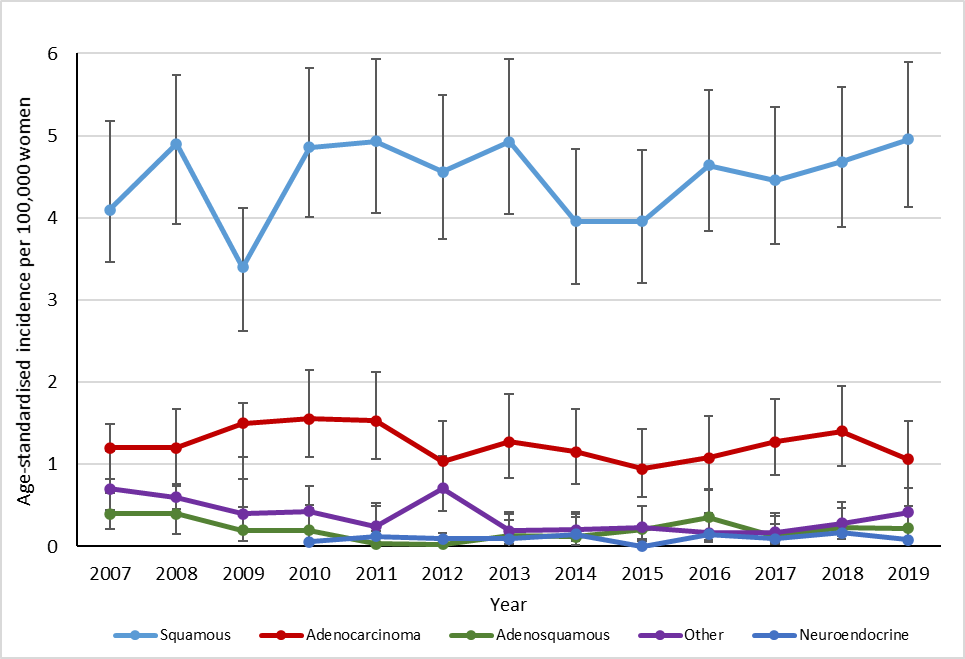 Age-standardised incidence per 100,000 women
6
5
4
3
2
1
0
2007 2008 2009 2010 2011 2012 2013 2014 2015 2016 2017 2018 2019
Year
Squamous Adenocarcinoma Adenosquamous Other Neuroendocrine